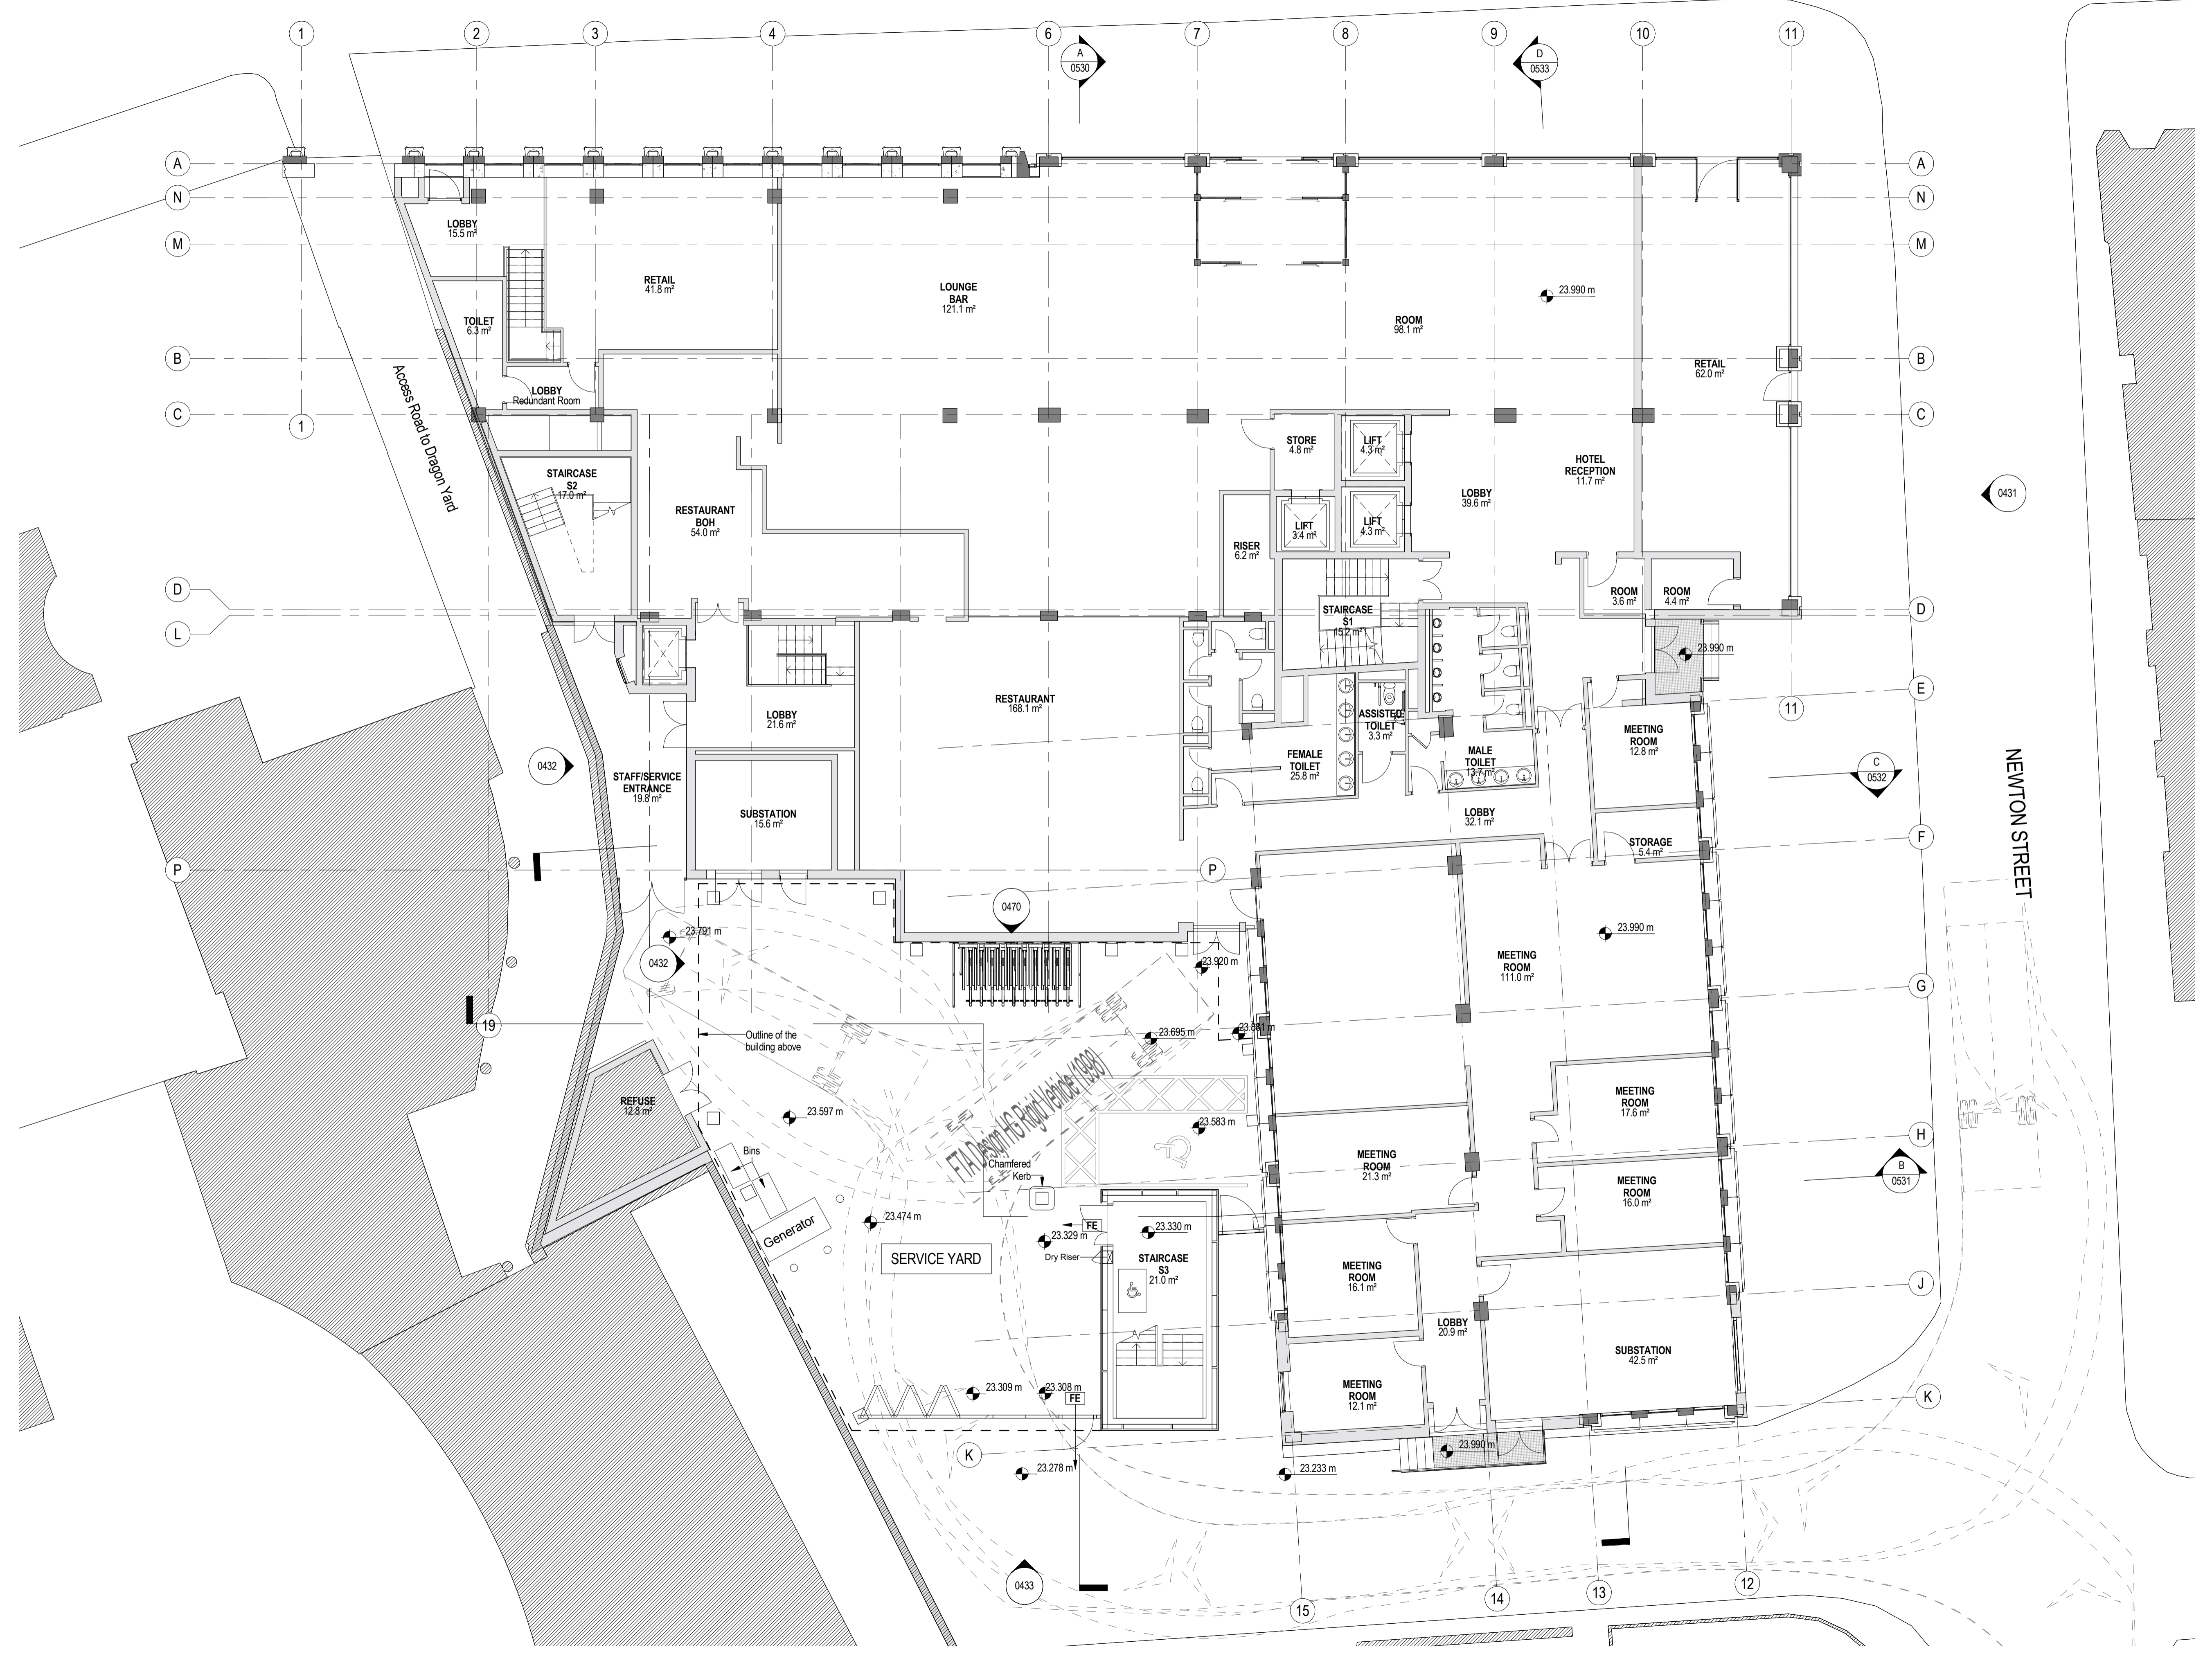 1
2
3
4
6
7
8
9
10
11
A
0530
D
0533
A
A
N
N
M
M
LOBBY
15.5 m²
RETAIL
41.8 m²
LOUNGE
BAR
121.1 m²
23.990 m
ROOM
98.1 m²
TOILET
6.3 m²
B
B
RETAIL
62.0 m²
Access Road to Dragon Yard
LOBBY
Redundant Room
C
C
1
STORE
4.8 m²
LIFT
4.3 m²
HOTEL
RECEPTION
11.7 m²
STAIRCASE
S2
17.0 m²
LOBBY
39.6 m²
0431
RESTAURANT
BOH
54.0 m²
LIFT
3.4 m²
LIFT
4.3 m²
RISER
6.2 m²
D
D
L
ROOM
3.6 m²
ROOM
4.4 m²
STAIRCASE
S1
15.2 m²
23.990 m
E
RESTAURANT
168.1 m²
11
LOBBY
21.6 m²
ASSISTED
TOILET
3.3 m²
MEETING
ROOM
12.8 m²
NEWTON STREET
FEMALE
TOILET
25.8 m²
MALE
TOILET
13.7 m²
0432
STAFF/SERVICE
ENTRANCE
19.8 m²
C
0532
SUBSTATION
15.6 m²
LOBBY
32.1 m²
F
STORAGE
5.4 m²
P
P
0470
23.791 m
23.990 m
0432
23.920 m
MEETING
ROOM
111.0 m²
G
19
Outline of the
building above
23.695 m
23.881 m
FTA Design HG Rigid Vehicle (1998)
REFUSE
12.8 m²
23.597 m
23.583 m
MEETING
ROOM
17.6 m²
H
Bins
Chamfered
Kerb
MEETING
ROOM
21.3 m²
B
0531
MEETING
ROOM
16.0 m²
23.474 m
Generator
FE
23.329 m
23.330 m
SERVICE YARD
Dry Riser
STAIRCASE
S3
21.0 m²
MEETING
ROOM
16.1 m²
J
LOBBY
20.9 m²
SUBSTATION
42.5 m²
23.309 m
23.308 m
FE
MEETING
ROOM
12.1 m²
K
K
23.990 m
23.278 m
23.233 m
0433
15
14
13
12